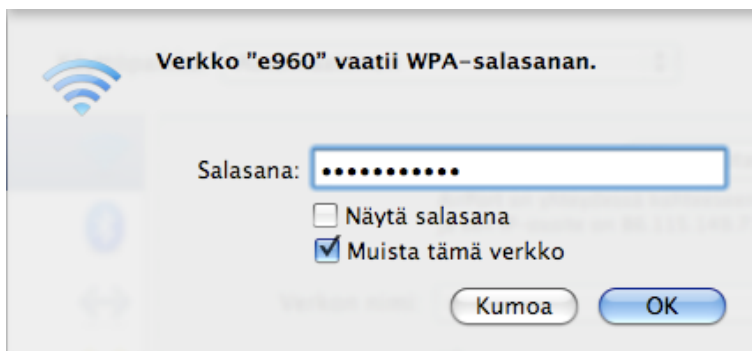 Verkko "e960" vaatii WPA-salasanan.
Salasana: •••••••••••
Näytä salasana
Muista tämä verkko
Kumoa OK